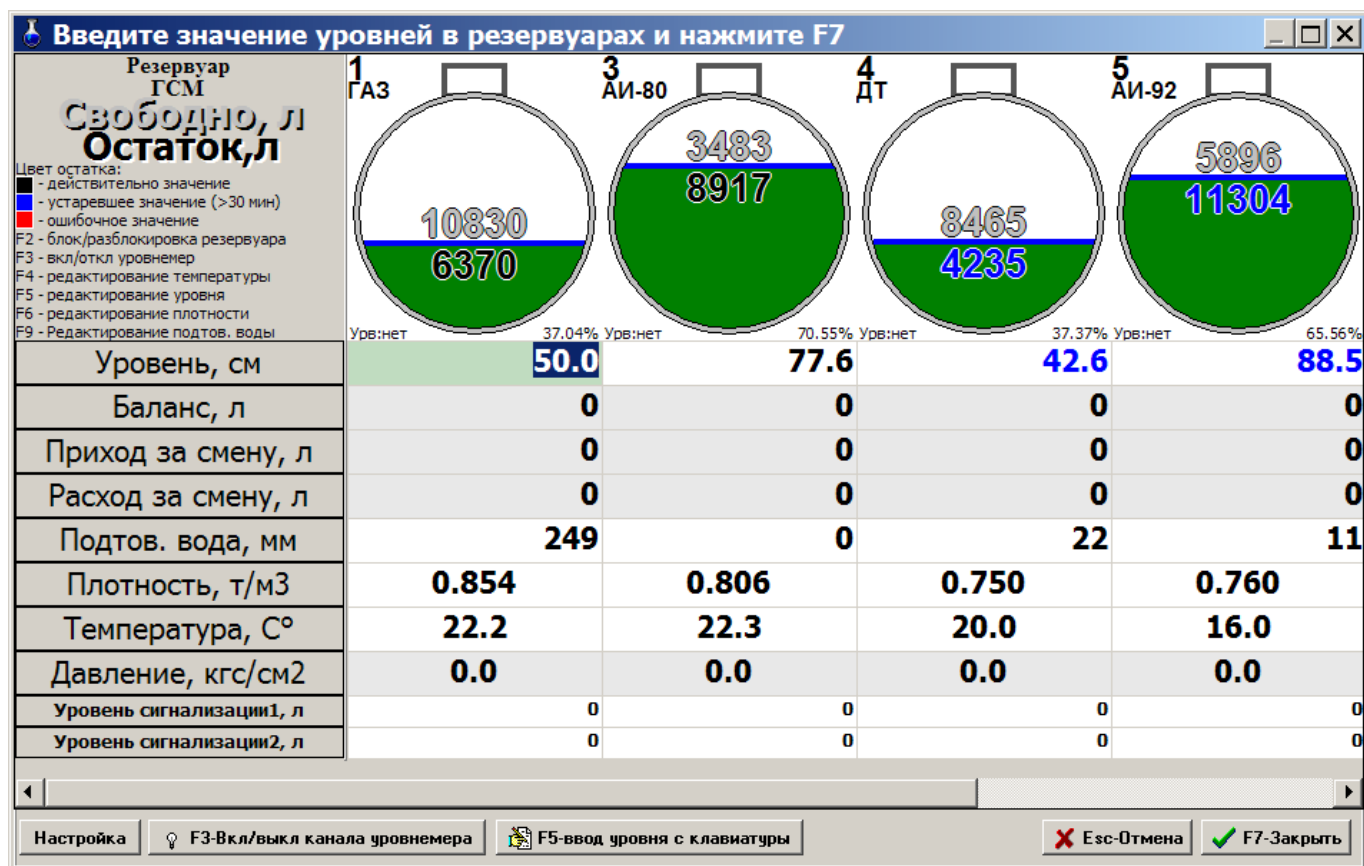 Введите значение уровней в резервуарах и нажмите F7
Резервуар
ГСМ
Свободно, л
Остаток,л
Цвет остатка:
- действительно значение
- устаревшее значение (>30 мин)
- ошибочное значение
F2 - блок/разблокировка резервуара
F3 - вкл/откл уровнемер
F4 - редактирование температуры
F5 - редактирование уровня
F6 - редактирование плотности
F9 - Редактирование подтов. воды
1 3 4 5
ГАЗ АИ-80 ДТ АИ-92
10830 3483 8465 5896
6370 8917 4235 11304
Урв:нет 37.04% Урв:нет 70.55% Урв:нет 37.37% Урв:нет 65.56%
Уровень, см 50.0 77.6 42.6 88.5
Баланс, л 0 0 0 0
Приход за смену, л 0 0 0 0
Расход за смену, л 0 0 0 0
Подтов. вода, мм 249 0 22 11
Плотность, т/м3 0.854 0.806 0.750 0.760
Температура, С° 22.2 22.3 20.0 16.0
Давление, кгс/см2 0.0 0.0 0.0 0.0
Уровень сигнализации1, л 0 0 0 0
Уровень сигнализации2, л 0 0 0 0
Настройка F3-Вкл/выкл канала уровнемера F5-ввод уровня с клавиатуры Esc-Отмена F7-Закрыть